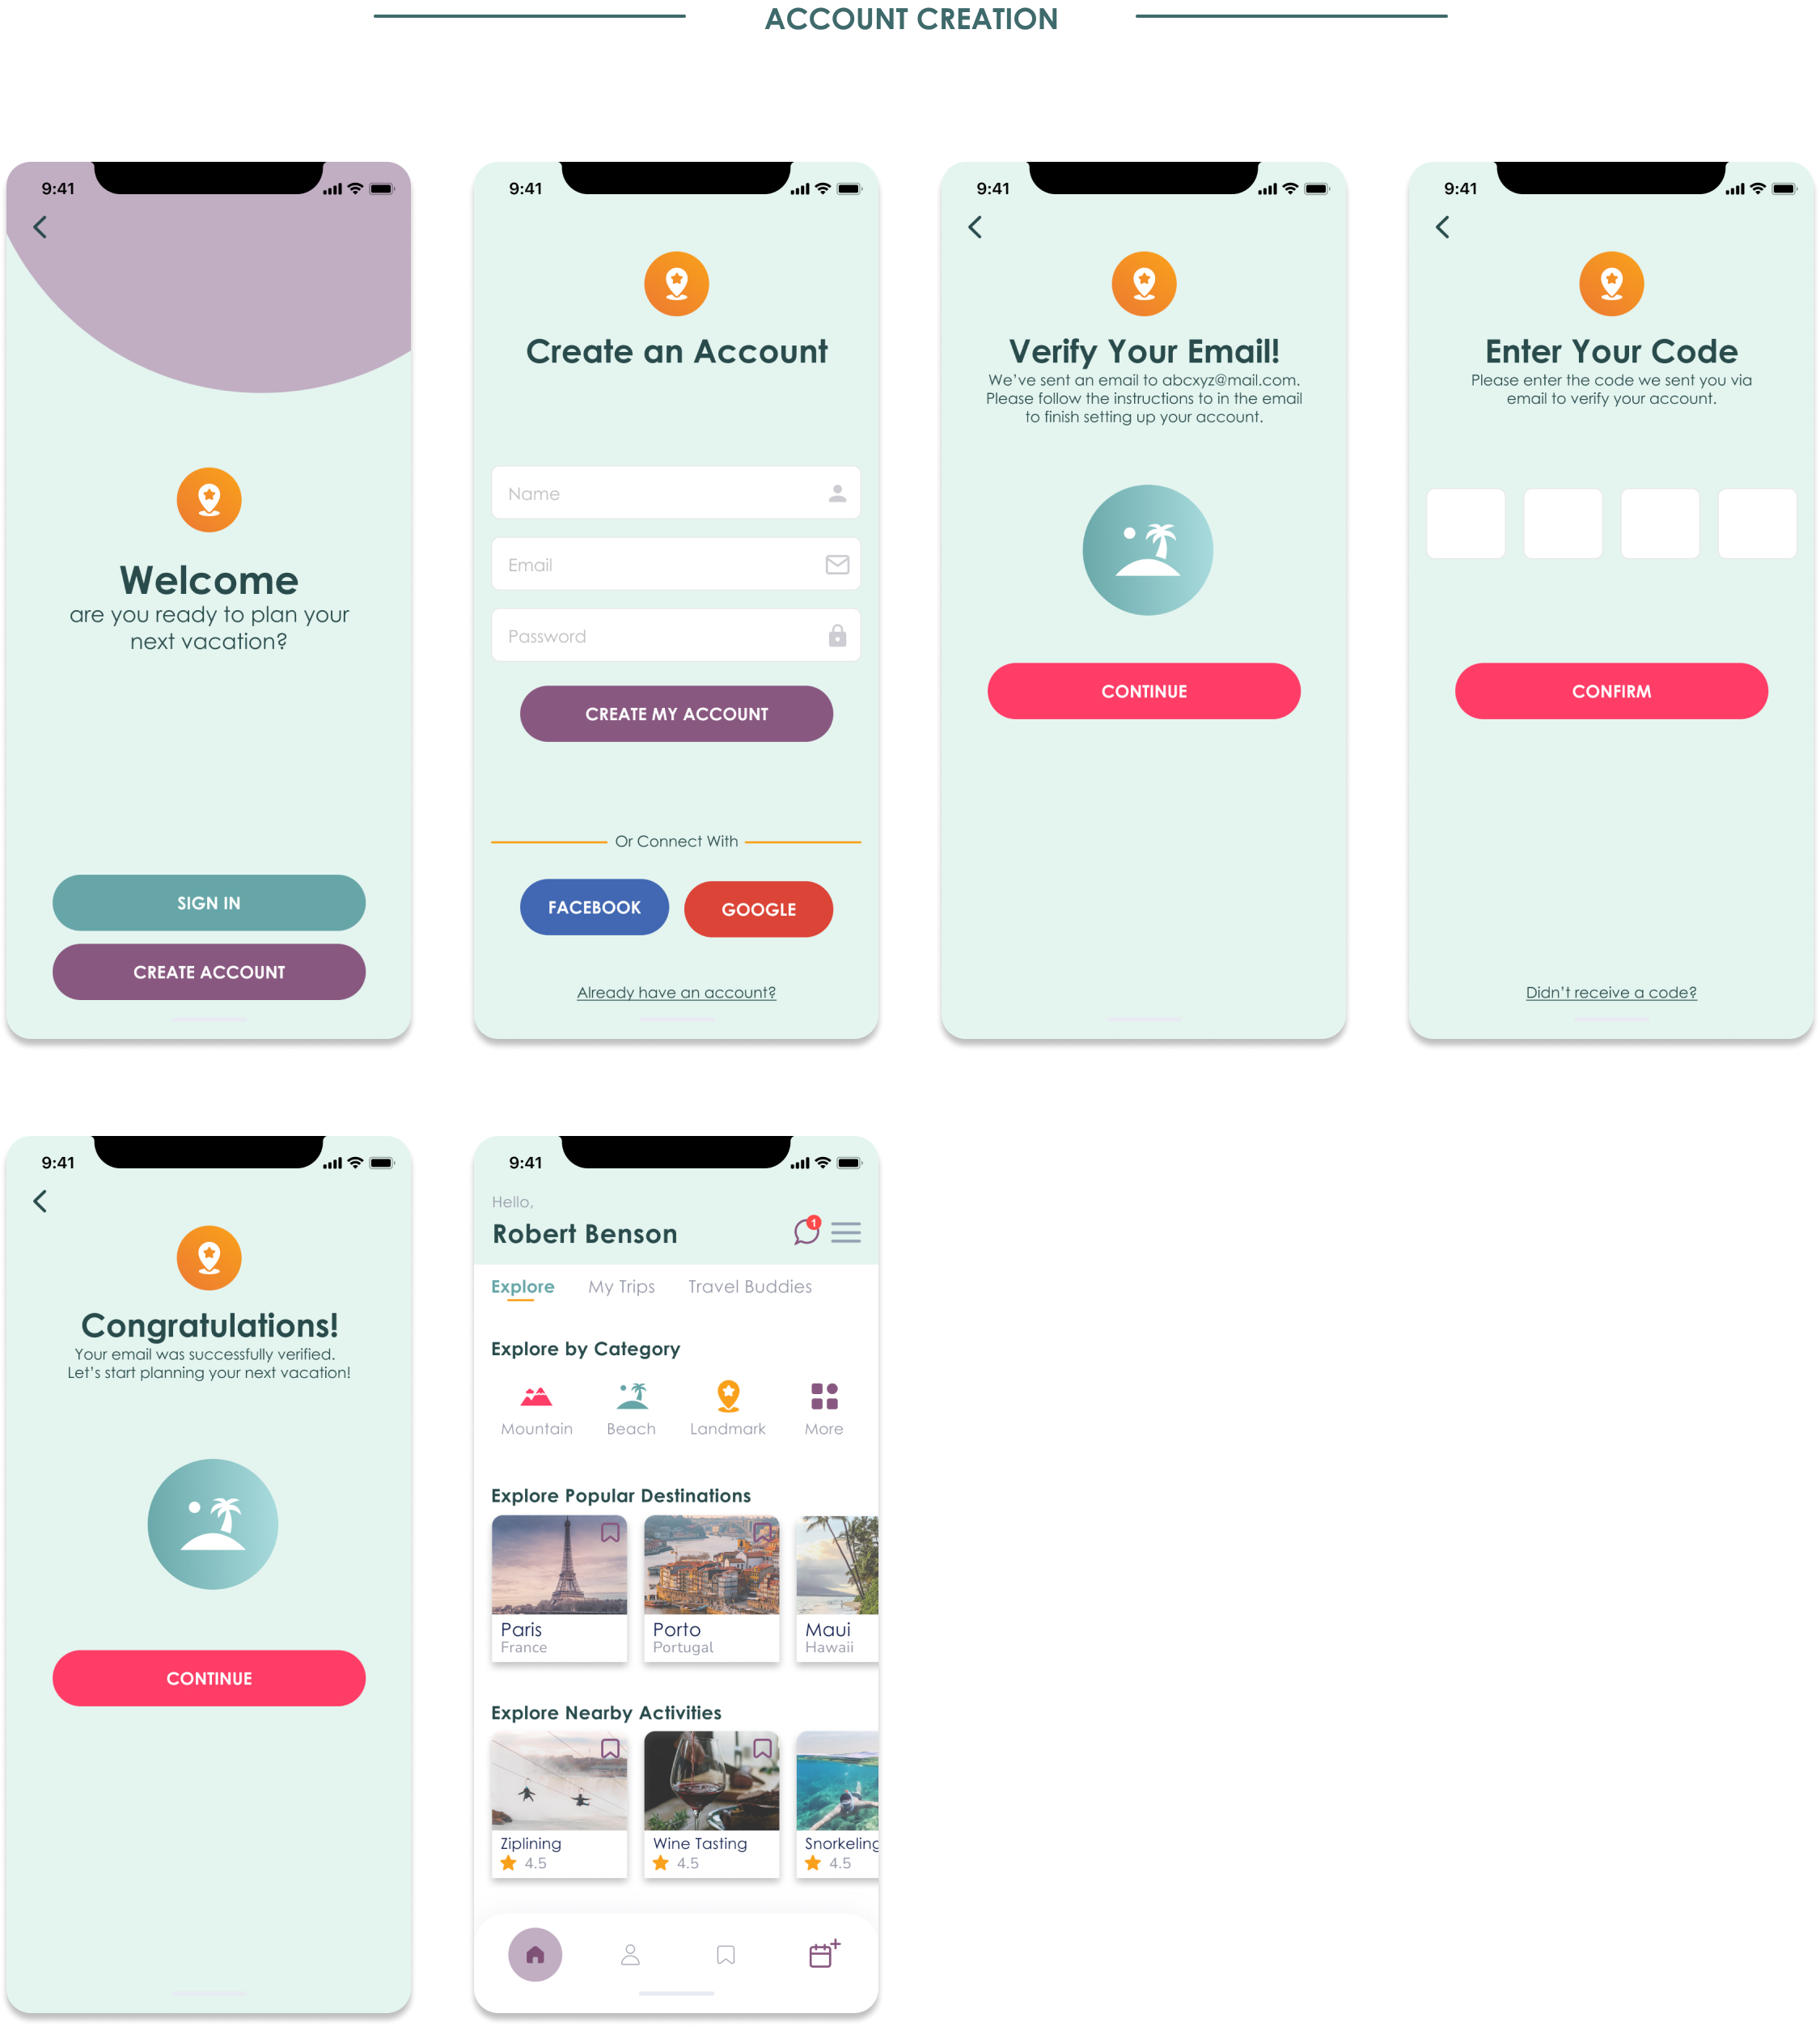 ACCOUNT CREATION
9:41
Welcome
are you ready to plan your
next vacation?
SIGN IN
CREATE ACCOUNT
9:41
Create an Account
Name
Email
Password
CREATE MY ACCOUNT
Or Connect With
FACEBOOK
GOOGLE
Already have an account?
9:41
Verify Your Email!
We've sent an email to abcxyz@mail.com.
Please follow the instructions to in the email
to finish setting up your account.
CONTINUE
9:41
Enter Your Code
Please enter the code we sent you via
email to verify your account.
CONFIRM
Didn't receive a code?
9:41
Congratulations!
Your email was successfully verified.
Let's start planning your next vacation!
CONTINUE
9:41
Hello,
Robert Benson
1
Explore My Trips Travel Buddies
Explore by Category
Mountain Beach Landmark More
Explore Popular Destinations
Paris Porto Maui
France Portugal Hawaii
Explore Nearby Activities
Ziplining Wine Tasting Snorkeling
4.5 4.5 4.5